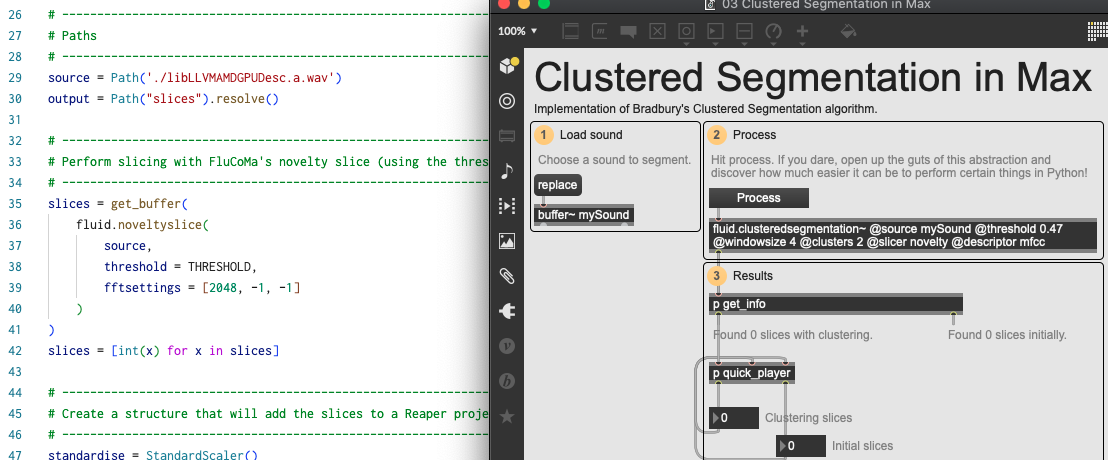 26 # ----------------------------------------------------------------
27 # Paths
28 # ----------------------------------------------------------------
29 source = Path('./libLLVMAMDGPUDesc.a.wav')
30 output = Path("slices").resolve()
31
32 # ----------------------------------------------------------------
33 # Perform slicing with FluCoMa's novelty slice (using the thres
34 # ----------------------------------------------------------------
35 slices = get_buffer(
36 fluid.noveltyslice(
37 source,
38 threshold = THRESHOLD,
39 fftsettings = [2048, -1, -1]
40 )
41 )
42 slices = [int(x) for x in slices]
43
44 # ----------------------------------------------------------------
45 # Create a structure that will add the slices to a Reaper proje
46 # ----------------------------------------------------------------
47 standardise = StandardScaler()
03 Clustered Segmentation in Max
100%
Clustered Segmentation in Max
Implementation of Bradbury's Clustered Segmentation algorithm.
1 Load sound
Choose a sound to segment.
replace
buffer~ mySound
2 Process
Hit process. If you dare, open up the guts of this abstraction and
discover how much easier it can be to perform certain things in Python!
Process
fluid.clusteredsegmentation~ @source mySound @threshold 0.47
@windowsize 4 @clusters 2 @slicer novelty @descriptor mfcc
3 Results
p get_info
Found 0 slices with clustering. Found 0 slices initially.
p quick_player
0 Clustering slices
0 Initial slices